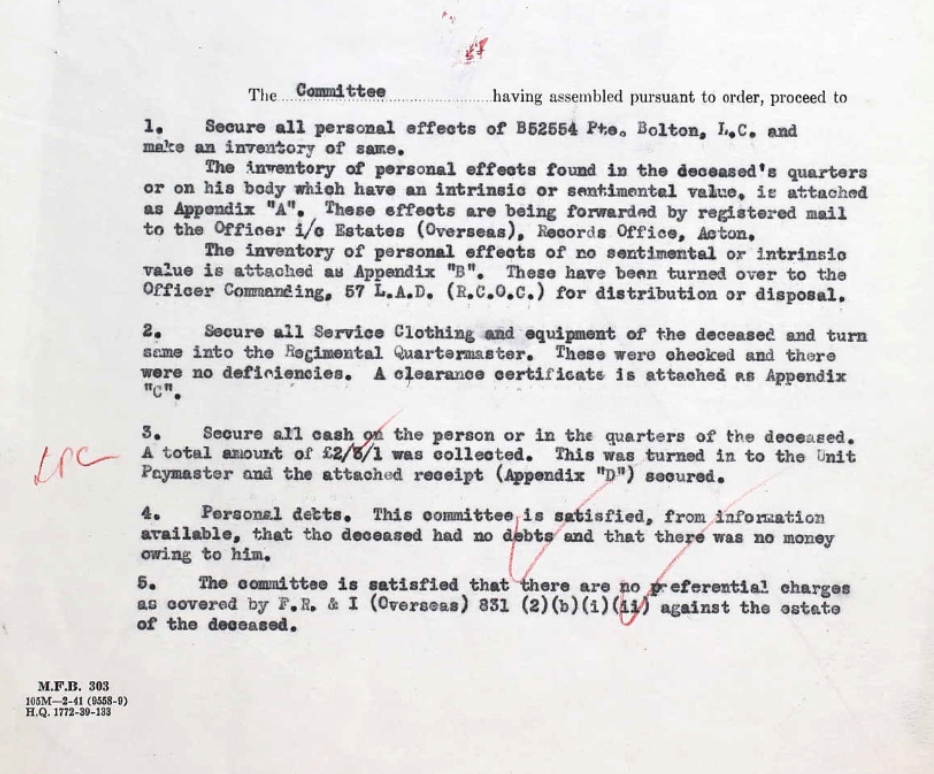 The Committee having assembled pursuant to order, proceed to
1. Secure all personal effects of B52554 Pte. Bolton, L.C. and
make an inventory of same.
The inventory of personal effects found in the deceased's quarters
or on his body which have an intrinsic or sentimental value, is attached
as Appendix "A". These effects are being forwarded by registered mail
to the Officer i/c Estates (Overseas), Records Office, Acton.
The inventory of personal effects of no sentimental or intrinsic
value is attached as Appendix "B". These have been turned over to the
Officer Commanding, 57 L.A.D. (R.C.O.C.) for distribution or disposal.
2. Secure all Service Clothing and equipment of the deceased and turn
same into the Regimental Quartermaster. These were checked and there
were no deficiencies. A clearance certificate is attached as Appendix
"C".
3. Secure all cash on the person or in the quarters of the deceased.
A total amount of £2/5/1 was collected. This was turned in to the Unit
Paymaster and the attached receipt (Appendix "D") secured.
4. Personal debts. This committee is satisfied, from information
available, that tho deceased had no debts and that there was no money
owing to him.
5. The committee is satisfied that there are no preferential charges
as covered by F.R. & I (Overseas) 831 (2)(b)(i)(ii) against the estate
of the deceased.
M.F.B. 303
105M—2-41 (9558-9)
H.Q. 1772-39-133